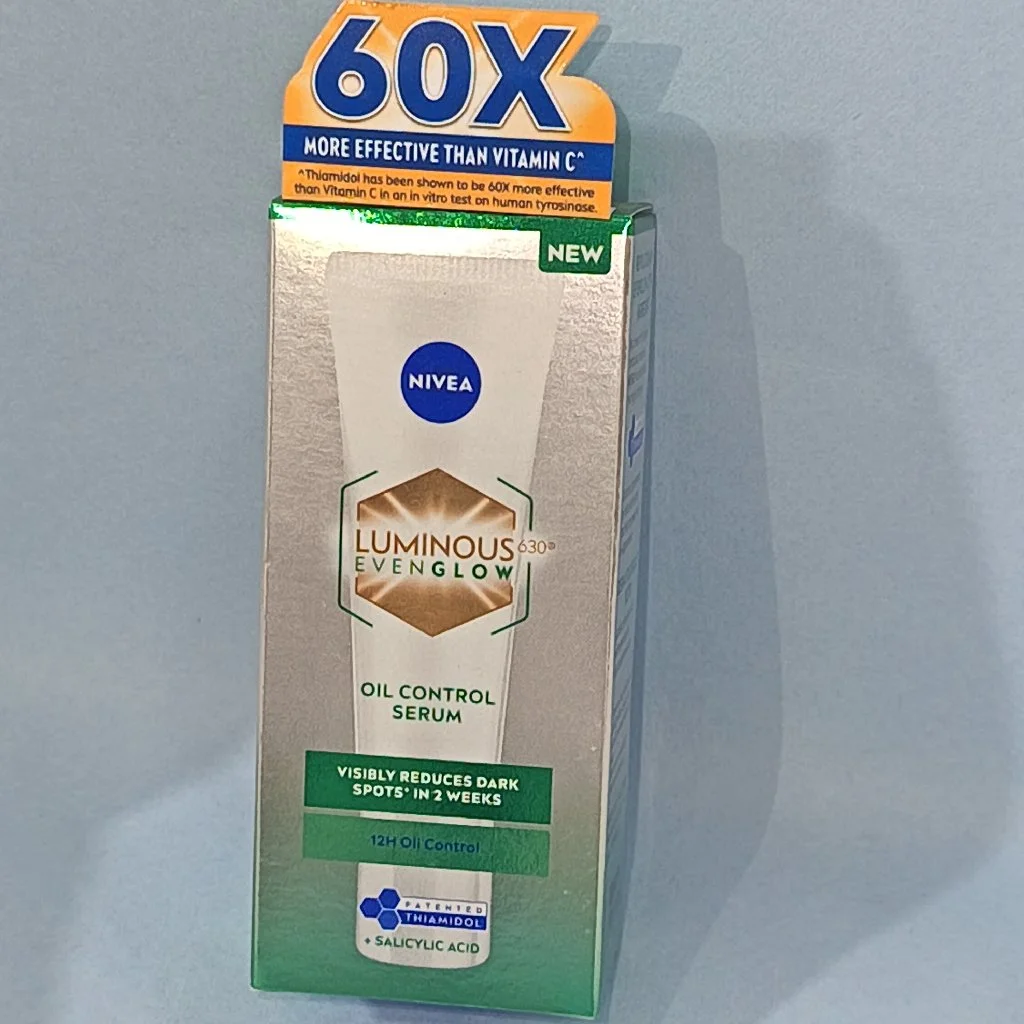 60X
MORE EFFECTIVE THAN VITAMIN C^
^Thiamidol has been shown to be 60X more effective
than Vitamin C in an in vitro test on human tyrosinase.
NEW
NIVEA
LUMINOUS 630®
EVENGLOW
OIL CONTROL
SERUM
VISIBLY REDUCES DARK
SPOTS* IN 2 WEEKS
12H Oil Control
PATENTED
THIAMIDOL
+ SALICYLIC ACID